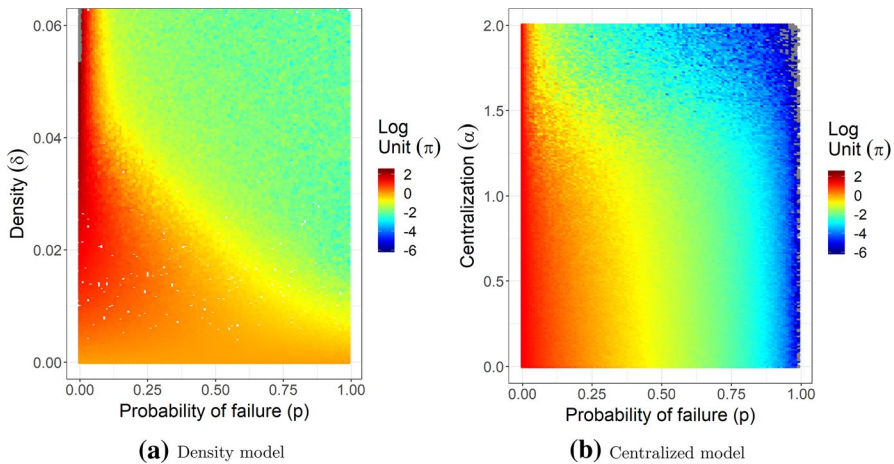 0.06
0.04
0.02
0.00
Density (δ)
0.00 0.25 0.50 0.75 1.00
Probability of failure (p)
Log
Unit (π)
2
0
-2
-4
-6
(a) Density model
2.0
1.5
1.0
0.5
0.0
Centralization (α)
0.00 0.25 0.50 0.75 1.00
Probability of failure (p)
Log
Unit (π)
2
0
-2
-4
-6
(b) Centralized model